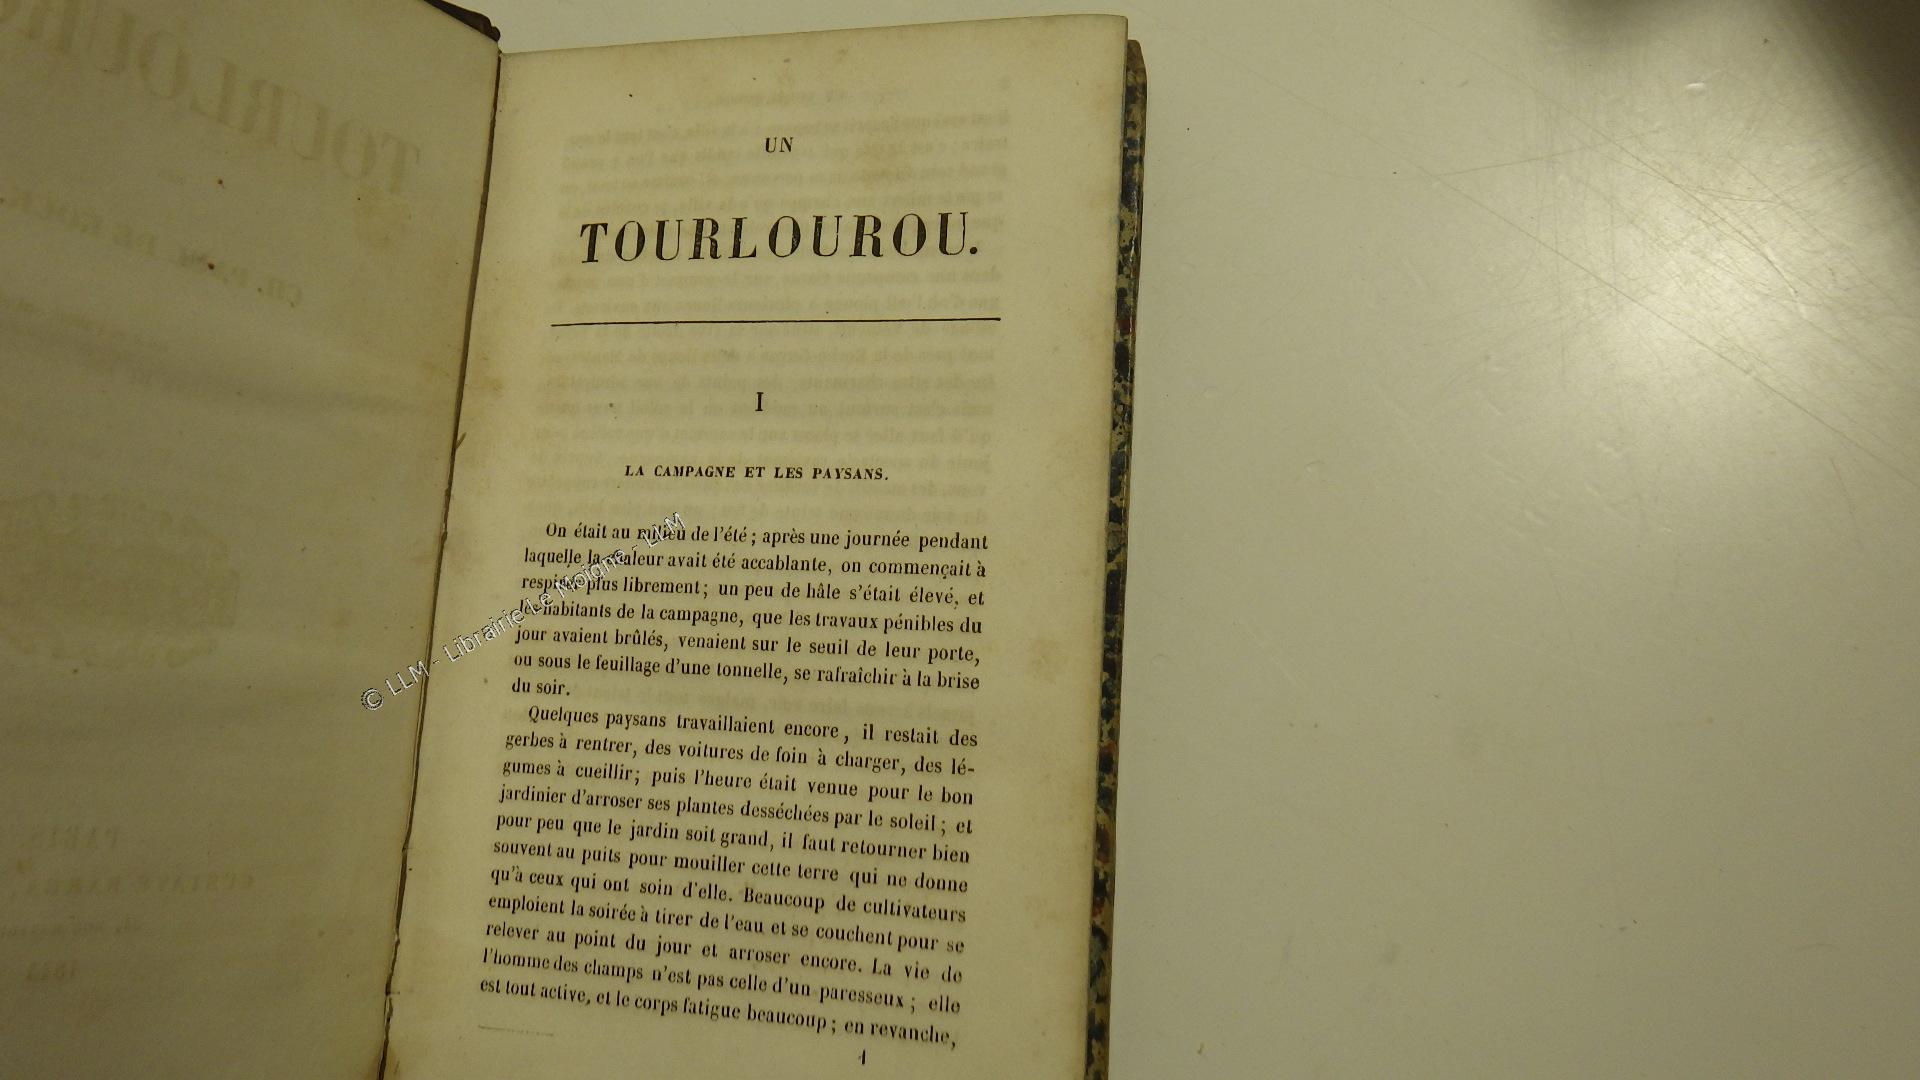 UN
TOURLOUROU.
I
LA CAMPAGNE ET LES PAYSANS.
On était au milieu de l'été ; après une journée pendant
laquelle la chaleur avait été accablante, on commençait à
respirer plus librement ; un peu de hâle s'était élevé, et
les habitants de la campagne, que les travaux pénibles du
jour avaient brûlés, venaient sur le seuil de leur porte,
ou sous le feuillage d'une tonnelle, se rafraîchir à la brise
du soir.
Quelques paysans travaillaient encore, il restait des
gerbes à rentrer, des voitures de foin à charger, des lé-
gumes à cueillir ; puis l'heure était venue pour le bon
jardinier d'arroser ses plantes desséchées par le soleil ; et
pour peu que le jardin soit grand, il faut retourner bien
souvent au puits pour mouiller cette terre qui ne donne
qu'à ceux qui ont soin d'elle. Beaucoup de cultivateurs
emploient la soirée à tirer de l'eau et se couchent pour se
relever au point du jour et arroser encore. La vie de
l'homme des champs n'est pas celle d'un paresseux ; elle
est tout active, et le corps fatigue beaucoup ; en revanche,
1
© LLM - Librairie Le Moigne - LLM